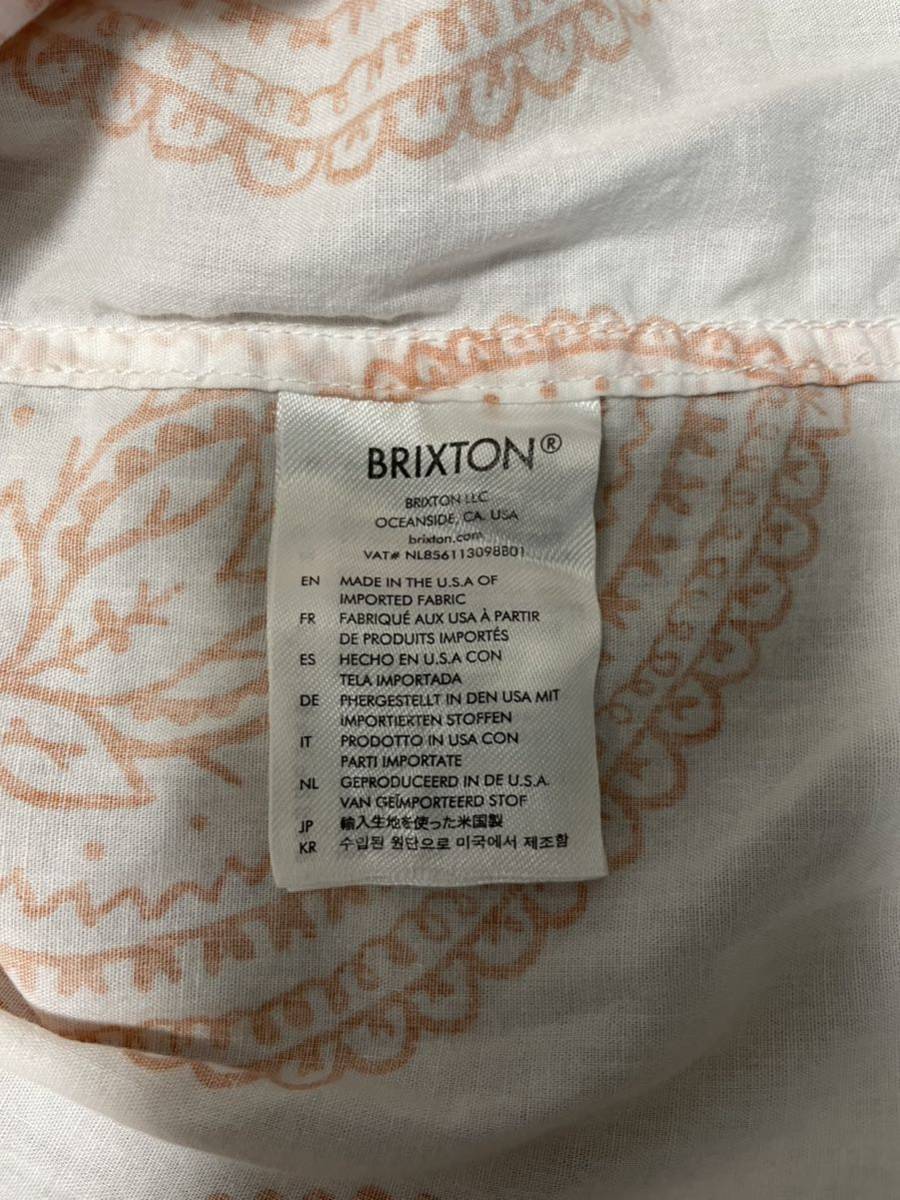 BRIXTON®
BRIXTON LLC
OCEANSIDE, CA. USA
brixton.com
VAT# NL856113098B01
EN MADE IN THE U.S.A OF
IMPORTED FABRIC
FR FABRIQUÉ AUX USA À PARTIR
DE PRODUITS IMPORTÉS
ES HECHO EN U.S.A CON
TELA IMPORTADA
DE PHERGESTELLT IN DEN USA MIT
IMPORTIERTEN STOFFEN
IT PRODOTTO IN USA CON
PARTI IMPORTATE
NL GEPRODUCEERD IN DE U.S.A.
VAN GEÏMPORTEERD STOF
JP 輸入生地を使った米国製
KR 수입된 원단으로 미국에서 제조함